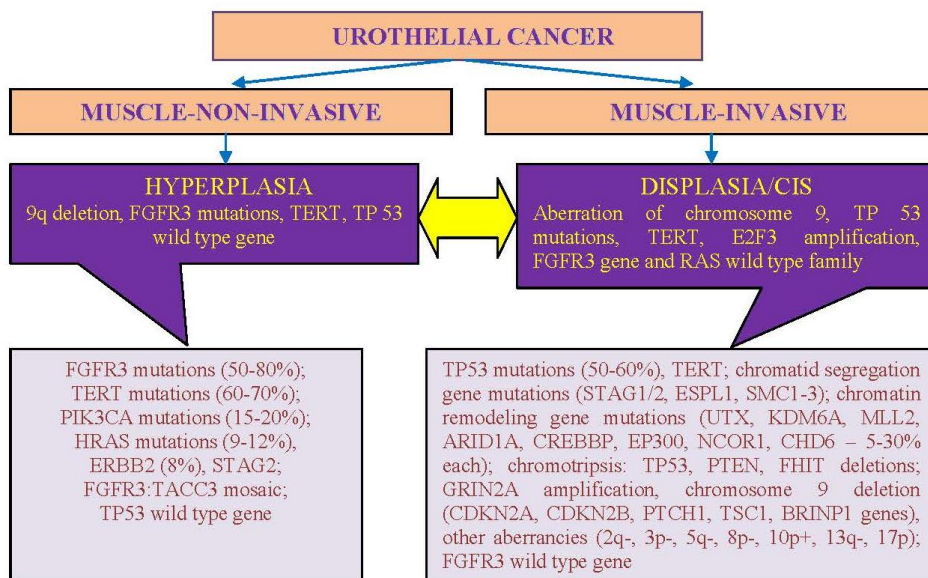 UROTHELIAL CANCER
MUSCLE-NON-INVASIVE
MUSCLE-INVASIVE
HYPERPLASIA
9q deletion, FGFR3 mutations, TERT, TP 53
wild type gene
DISPLASIA/CIS
Aberration of chromosome 9, TP 53
mutations, TERT, E2F3 amplification,
FGFR3 gene and RAS wild type family
FGFR3 mutations (50-80%);
TERT mutations (60-70%);
PIK3CA mutations (15-20%);
HRAS mutations (9-12%),
ERBB2 (8%), STAG2;
FGFR3:TACC3 mosaic;
TP53 wild type gene
TP53 mutations (50-60%), TERT; chromatid segregation
gene mutations (STAG1/2, ESPL1, SMC1-3); chromatin
remodeling gene mutations (UTX, KDM6A, MLL2,
ARID1A, CREBBP, EP300, NCOR1, CHD6 – 5-30%
each); chromotripsis: TP53, PTEN, FHIT deletions;
GRIN2A amplification, chromosome 9 deletion
(CDKN2A, CDKN2B, PTCH1, TSC1, BRINP1 genes),
other aberrancies (2q-, 3p-, 5q-, 8p-, 10p+, 13q-, 17p);
FGFR3 wild type gene